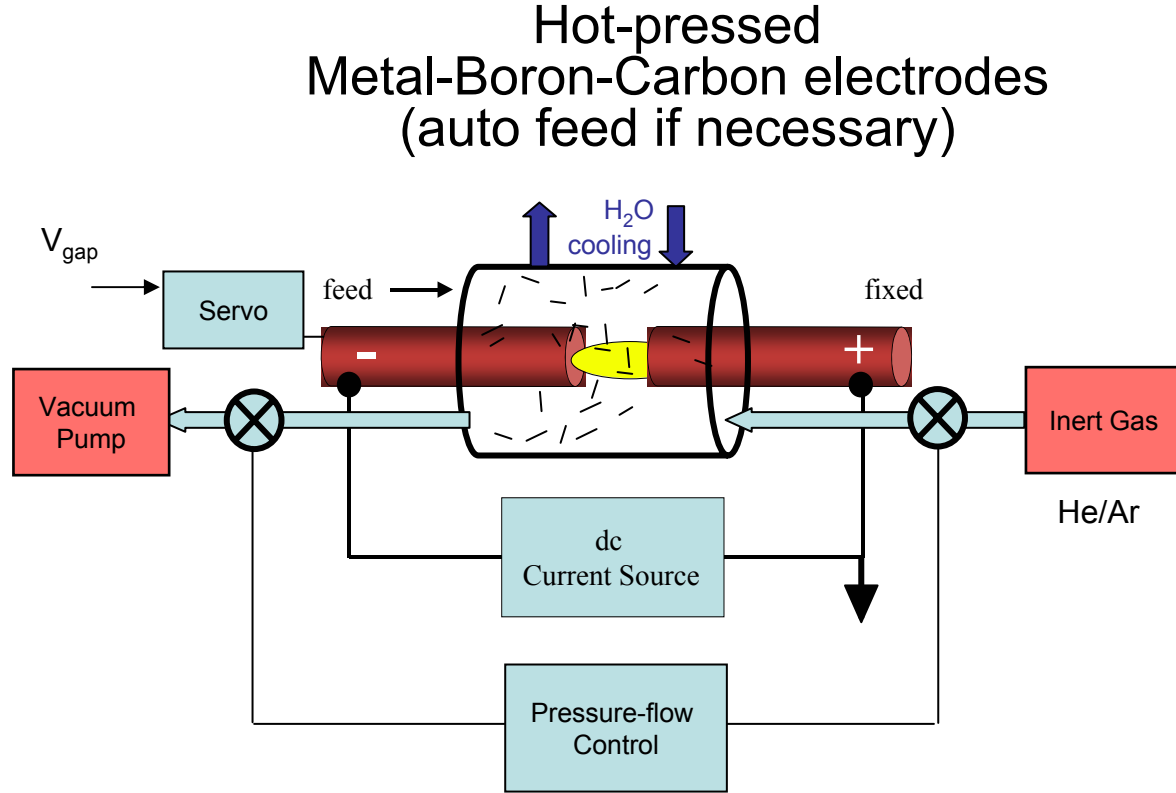 Hot-pressed
Metal-Boron-Carbon electrodes
(auto feed if necessary)
H₂O
cooling
V_gap
Servo
feed
fixed
-
+
Vacuum
Pump
Inert Gas
He/Ar
dc
Current Source
Pressure-flow
Control